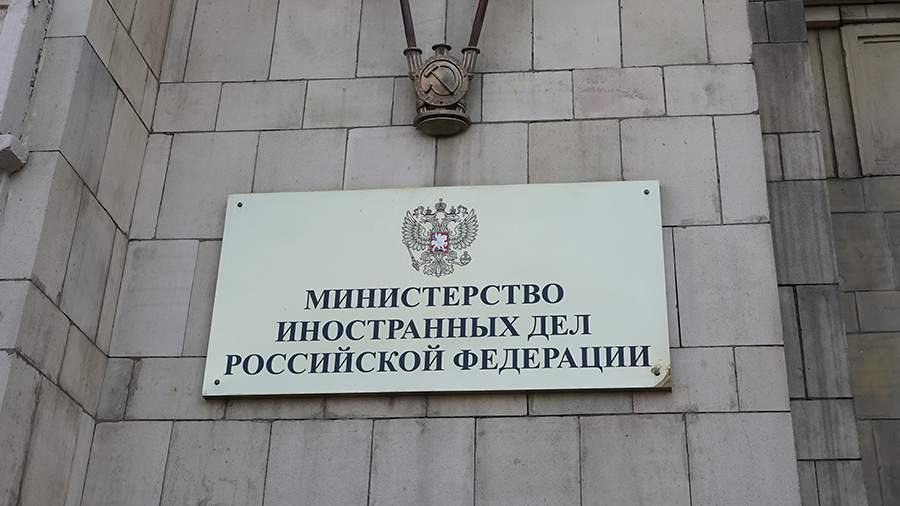 МИНИСТЕРСТВО
ИНОСТРАННЫХ ДЕЛ
РОССИЙСКОЙ ФЕДЕРАЦИИ